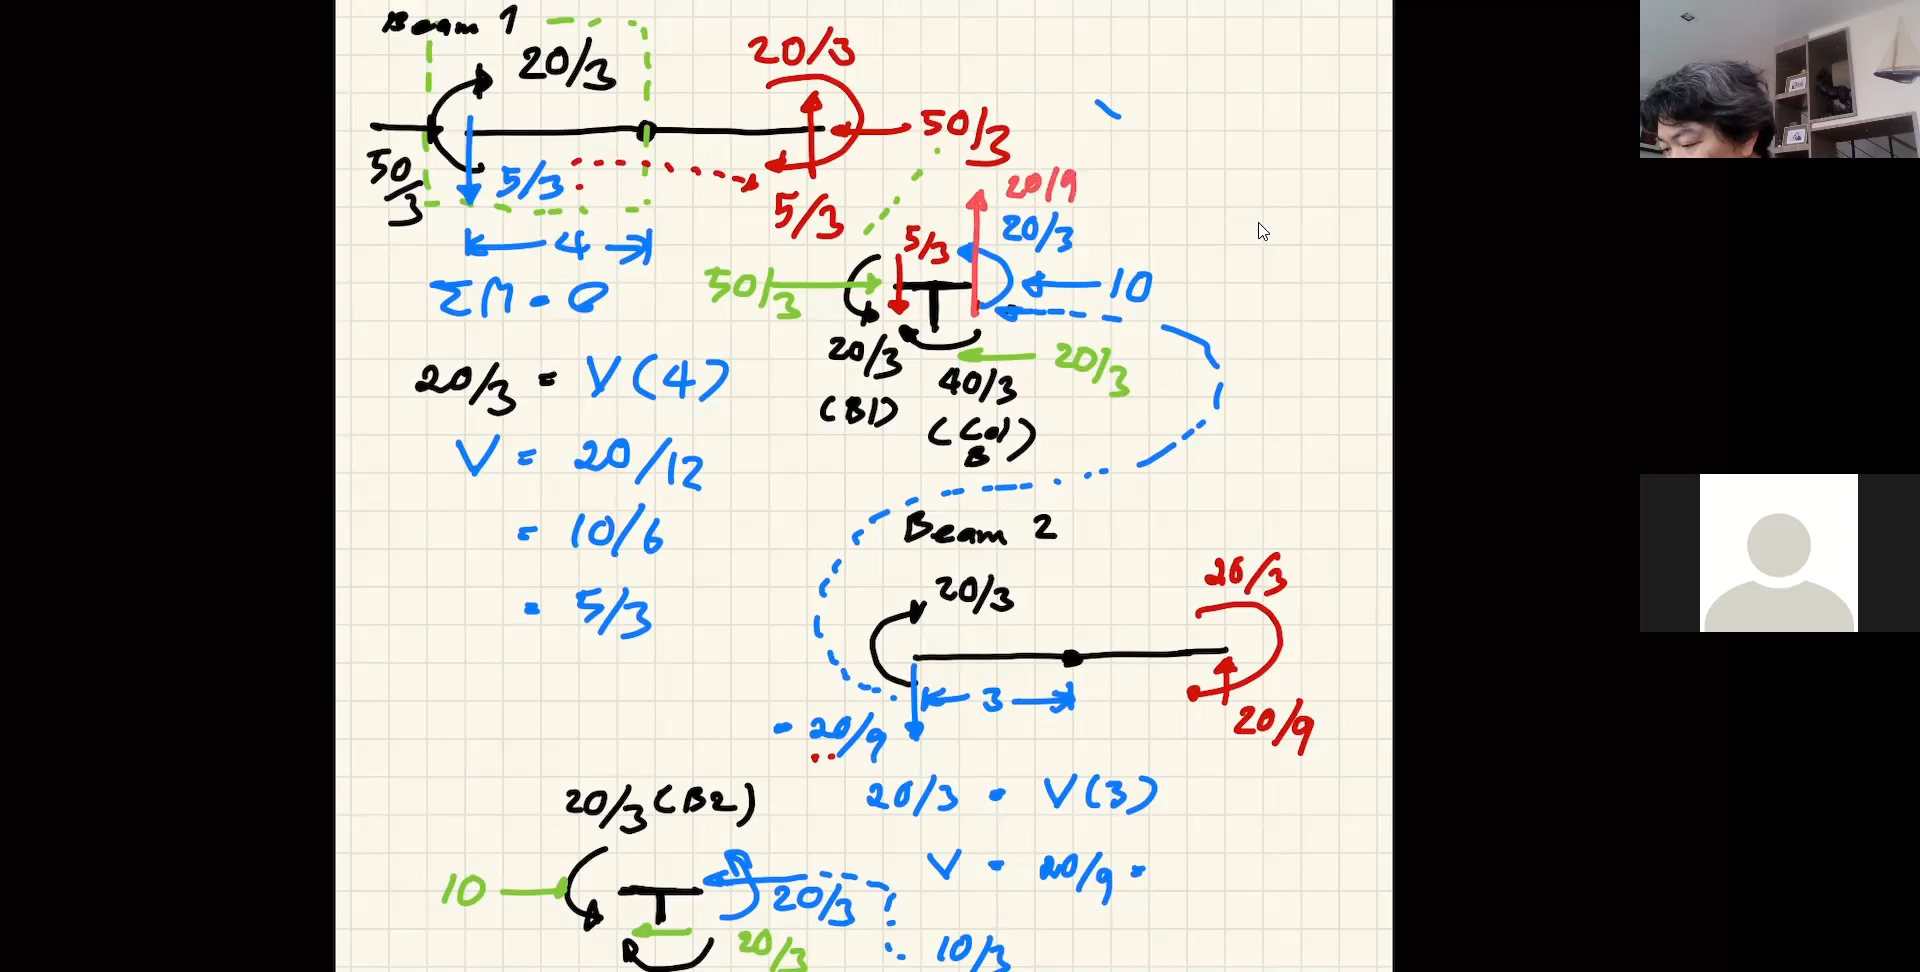 Beam 1
20/3
20/3
50/3
50/3
5/3
5/3
20/9
20/3
5/3
4
50/3
10
ΣM = 0
20/3
20/3
40/3
20/3 = V(4)
(B1)
(Col B)
V = 20/12
= 10/6
= 5/3
Beam 2
20/3
20/3
3
= 20/9
20/9
20/3 = V(3)
20/3 (B2)
V = 20/9 =
10
20/3
20/3
10/3